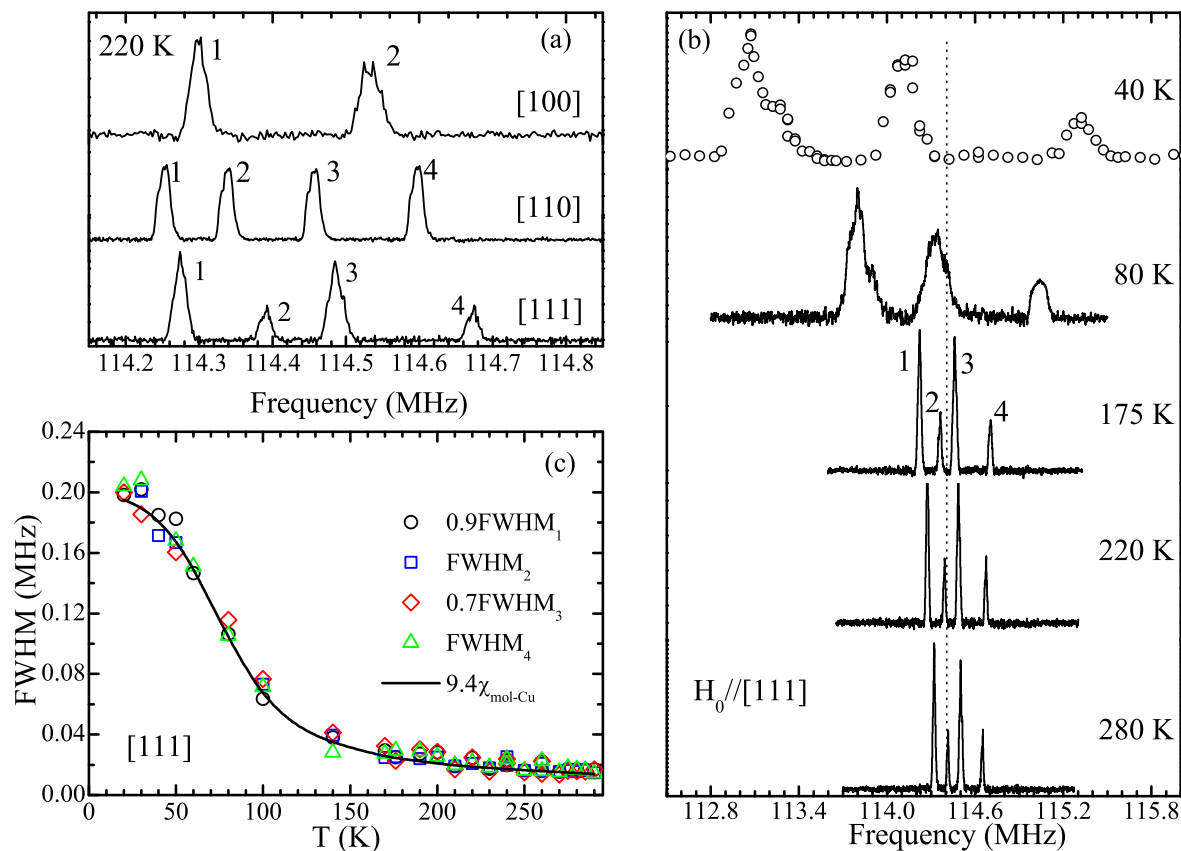 220 K
(a)
1
2
[100]
1
2
3
4
[110]
1
2
3
4
[111]
114.2 114.3 114.4 114.5 114.6 114.7 114.8
Frequency (MHz)
(b)
40 K
80 K
1
2
3
4
175 K
220 K
H0//[111]
280 K
112.8 113.4 114.0 114.6 115.2 115.8
Frequency (MHz)
0.24
0.20
0.16
0.12
0.08
0.04
0.00
FWHM (MHz)
(c)
0.9FWHM1
FWHM2
0.7FWHM3
FWHM4
9.4χmol-Cu
[111]
0 50 100 150 200 250
T (K)